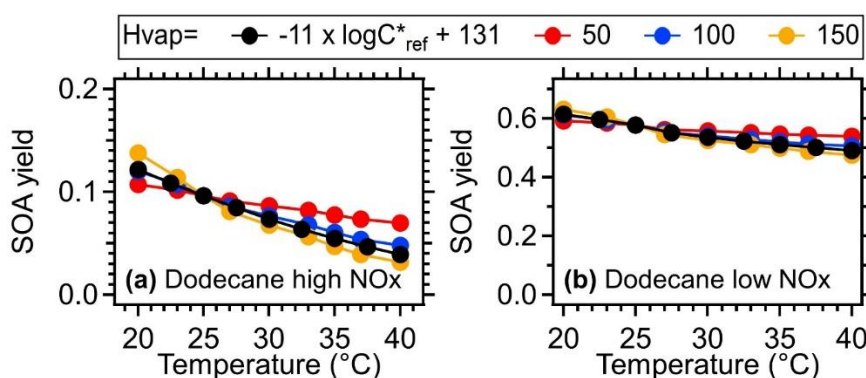 Hvap= -11 x logC*ref + 131 50 100 150
0.2
0.1
0.0
SOA yield
(a) Dodecane high NOx
20 25 30 35 40
Temperature (°C)
0.6
0.4
0.2
0.0
SOA yield
(b) Dodecane low NOx
20 25 30 35 40
Temperature (°C)